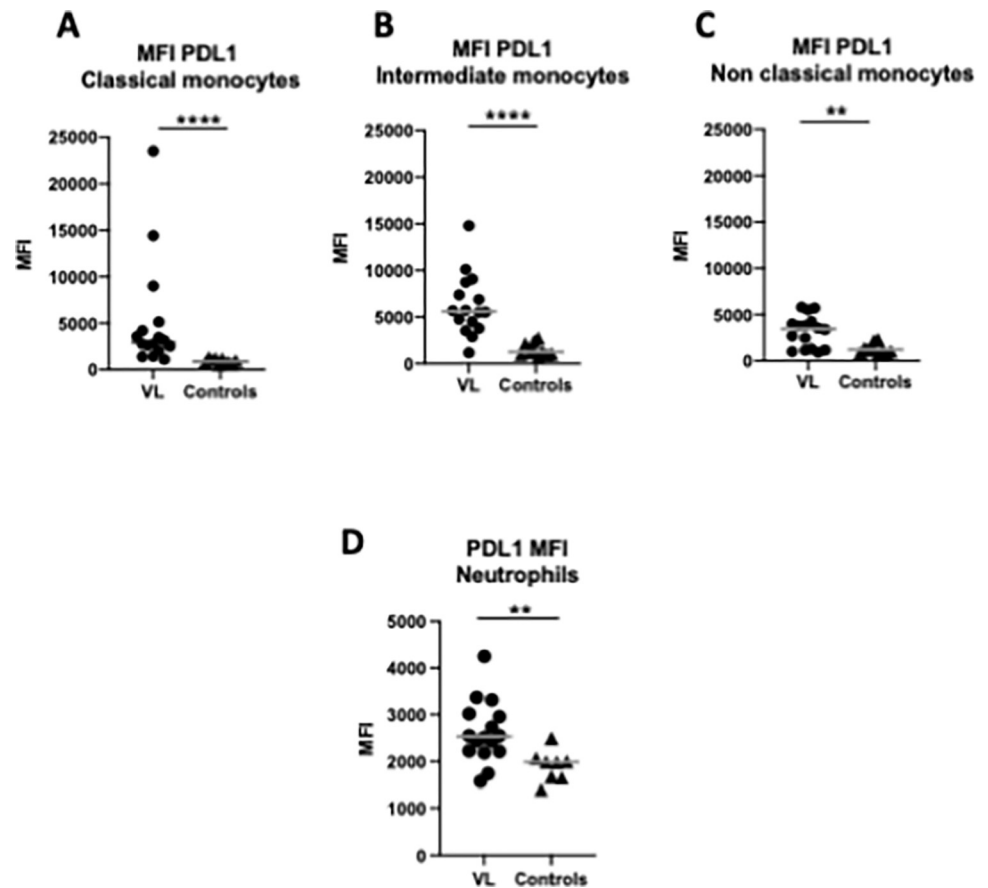 A
MFI PDL1
Classical monocytes
****
25000
20000
15000
10000
5000
0
MFI
VL
Controls
B
MFI PDL1
Intermediate monocytes
****
25000
20000
15000
10000
5000
0
MFI
VL
Controls
C
MFI PDL1
Non classical monocytes
**
25000
20000
15000
10000
5000
0
MFI
VL
Controls
D
PDL1 MFI
Neutrophils
**
5000
4000
3000
2000
1000
0
MFI
VL
Controls